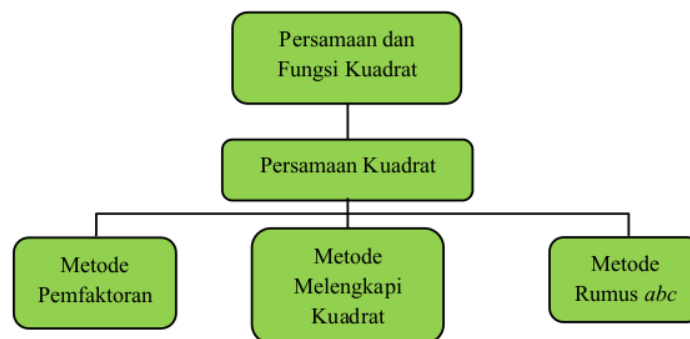 Persamaan dan
Fungsi Kuadrat
Persamaan Kuadrat
Metode
Pemfaktoran
Metode
Melengkapi
Kuadrat
Metode
Rumus abc